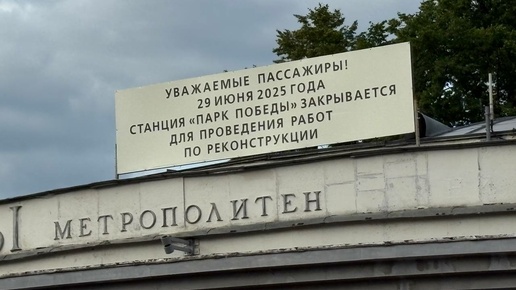 УВАЖАЕМЫЕ ПАССАЖИРЫ!
29 ИЮНЯ 2025 ГОДА
СТАНЦИЯ «ПАРК ПОБЕДЫ» ЗАКРЫВАЕТСЯ
ДЛЯ ПРОВЕДЕНИЯ РАБОТ
ПО РЕКОНСТРУКЦИИ
МЕТРОПОЛИТЕН